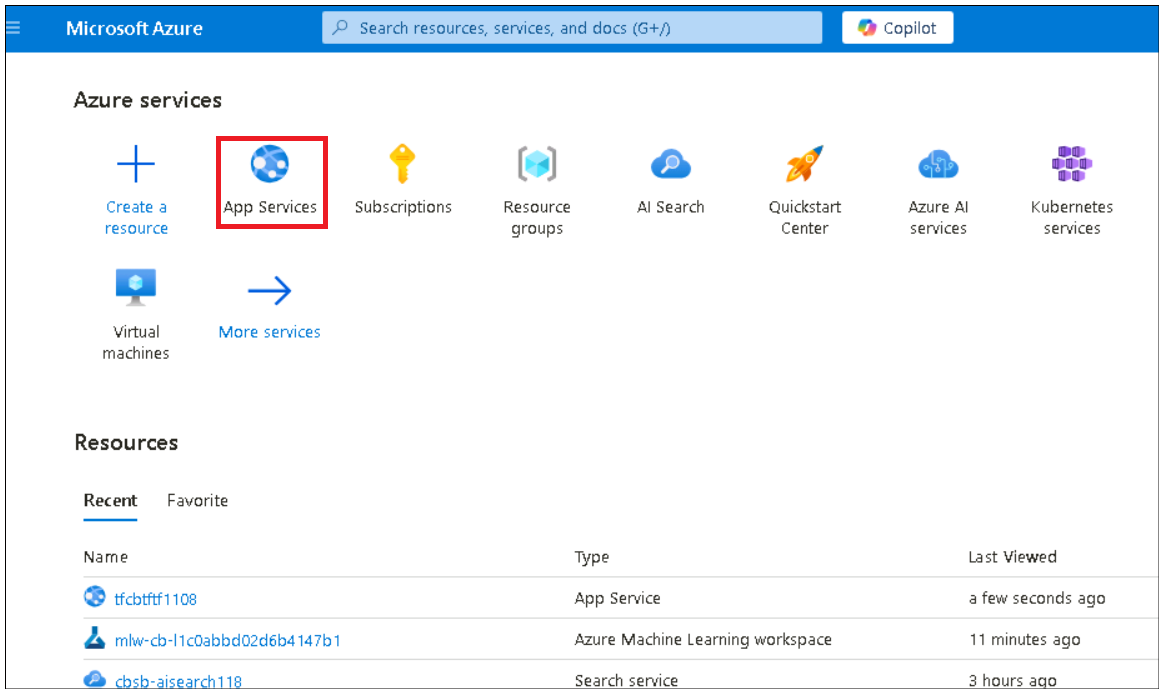 Microsoft Azure
Search resources, services, and docs (G+/)
Copilot
Azure services
Create a
resource
App Services
Subscriptions
Resource
groups
AI Search
Quickstart
Center
Azure AI
services
Kubernetes
services
Virtual
machines
More services
Resources
Recent Favorite
Name Type Last Viewed
tfcbtftf1108 App Service a few seconds ago
mlw-cb-l1c0abbd02d6b4147b1 Azure Machine Learning workspace 11 minutes ago
cbsb-aisearch118 Search service 3 hours ago